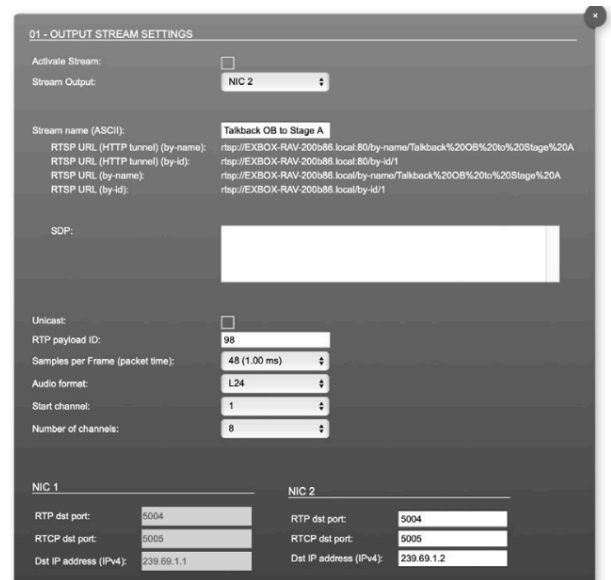 ×
01 - OUTPUT STREAM SETTINGS
Activate Stream:
Stream Output: NIC 2
Stream name (ASCII): Talkback OB to Stage A
RTSP URL (HTTP tunnel) (by-name): rtsp://EXBOX-RAV-200b86.local:80/by-name/Talkback%20OB%20to%20Stage%20A
RTSP URL (HTTP tunnel) (by-id): rtsp://EXBOX-RAV-200b86.local:80/by-id/1
RTSP URL (by-name): rtsp://EXBOX-RAV-200b86.local/by-name/Talkback%20OB%20to%20Stage%20A
RTSP URL (by-id): rtsp://EXBOX-RAV-200b86.local/by-id/1
SDP:
Unicast:
RTP payload ID: 98
Samples per Frame (packet time): 48 (1.00 ms)
Audio format: L24
Start channel: 1
Number of channels: 8
NIC 1
RTP dst port: 5004
RTCP dst port: 5005
Dst IP address (IPv4): 239.69.1.1
NIC 2
RTP dst port: 5004
RTCP dst port: 5005
Dst IP address (IPv4): 239.69.1.2